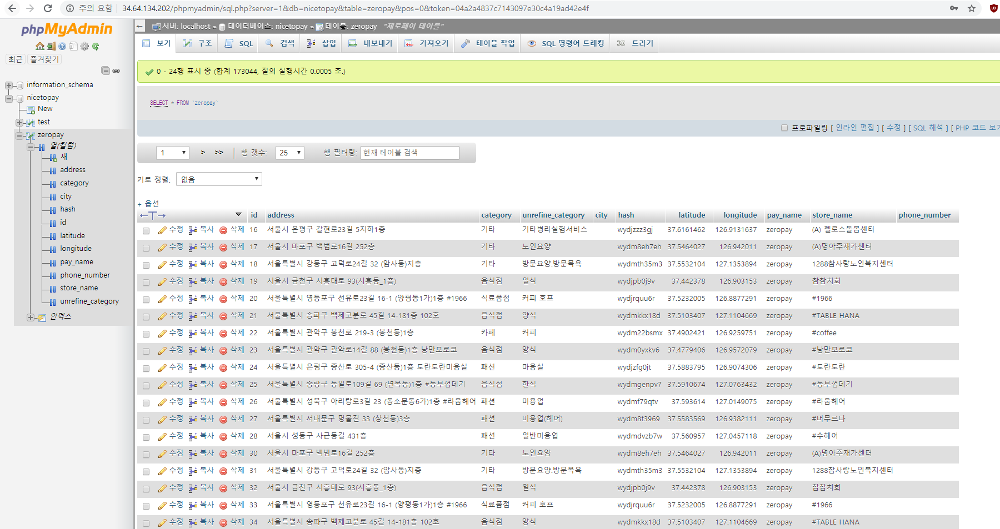 주의 요함 | 34.64.134.202/phpmyadmin/sql.php?server=1&db=nicetopay&table=zeropay&pos=0&token=04a2a4837c7143097e30c4a19ad42e4f
phpMyAdmin
최근 즐겨찾기
information_schema
nicetopay
New
test
zeropay
열(컬럼)
새
address
category
city
hash
id
latitude
longitude
pay_name
phone_number
store_name
unrefine_category
인덱스
서버: localhost » 데이터베이스: nicetopay » 테이블: zeropay "제로페이 테이블"
보기 구조 SQL 검색 삽입 내보내기 가져오기 테이블 작업 SQL 명령어 트래킹 트리거
0 - 24행 표시 중 (합계 173044, 질의 실행시간 0.0005 초.)
SELECT * FROM `zeropay`
프로파일링 [ 인라인 편집 ] [ 수정 ] [ SQL 해석 ] [ PHP 코드 보기
1 > >> 행 갯수: 25 행 필터링: 현재 테이블 검색
키로 정렬: 없음
+ 옵션
←T→ id address category unrefine_category city hash latitude longitude pay_name store_name phone_number
수정 복사 삭제 16 서울시 은평구 갈현로23길 5지하1층 기타 기타병리실험서비스 wydjzzz3gj 37.6161462 126.9131637 zeropay (A) 젤로스돌봄센터
수정 복사 삭제 17 서울시 마포구 백범로16길 252층 기타 노인요양 wydm8eh7eh 37.5464027 126.942011 zeropay (A)명아주재가센터
수정 복사 삭제 18 서울특별시 강동구 고덕로24길 32 (암사동)지층 기타 방문요양.방문목욕 wydmth35m3 37.5532104 127.1353894 zeropay 1288참사랑노인복지센터
수정 복사 삭제 19 서울시 금천구 시흥대로 93(시흥동_1층) 음식점 일식 wydjpb0j9v 37.442378 126.903153 zeropay 참참치회
수정 복사 삭제 20 서울특별시 영등포구 선유로23길 16-1 (양평동1가)1층 #1966 식료품점 커피 호프 wydjrquu6r 37.5232005 126.8877291 zeropay #1966
수정 복사 삭제 21 서울특별시 송파구 백제고분로 45길 14-181층 102호 음식점 양식 wydmkkx18d 37.5103407 127.1104669 zeropay #TABLE HANA
수정 복사 삭제 22 서울특별시 관악구 봉천로 219-3 (봉천동)1층 카페 커피 wydm22bsmx 37.4902421 126.9259751 zeropay #coffee
수정 복사 삭제 23 서울특별시 관악구 관악로14길 88 (봉천동)1층 낭만모로코 음식점 양식 wydm0yxkv6 37.4779406 126.9572079 zeropay #낭만모로코
수정 복사 삭제 24 서울특별시 은평구 증산로 305-4 (증산동)1층 도란도란미용실 패션 마용실 wydjzfg0jt 37.5883795 126.9074306 zeropay #도란도란
수정 복사 삭제 25 서울특별시 중랑구 동일로109길 69 (면목동)1층 #동부껍데기 음식점 한식 wydmgenpv7 37.5910674 127.0763432 zeropay #동부껍데기
수정 복사 삭제 26 서울특별시 성북구 아리랑로3길 23 (동소문동6가)1층 #라움헤어 패션 미용업 wydmf79qtv 37.593614 127.0149075 zeropay #라움헤어
수정 복사 삭제 27 서울특별시 서대문구 명물길 33 (창천동)3층 패션 미용업(헤어) wydm8t3969 37.5583569 126.9382111 zeropay #머무르다
수정 복사 삭제 28 서울시 성동구 사근동길 431층 패션 일반미용업 wydmdvzb7w 37.560957 127.0457118 zeropay #수헤어
수정 복사 삭제 30 서울시 마포구 백범로16길 252층 기타 노인요양 wydm8eh7eh 37.5464027 126.942011 zeropay (A)명아주재가센터
수정 복사 삭제 31 서울특별시 강동구 고덕로24길 32 (암사동)지층 기타 방문요양.방문목욕 wydmth35m3 37.5532104 127.1353894 zeropay 1288참사랑노인복지센터
수정 복사 삭제 32 서울시 금천구 시흥대로 93(시흥동_1층) 음식점 일식 wydjpb0j9v 37.442378 126.903153 zeropay 참참치회
수정 복사 삭제 33 서울특별시 영등포구 선유로23길 16-1 (양평동1가)1층 #1966 식료품점 커피 호프 wydjrquu6r 37.5232005 126.8877291 zeropay #1966
수정 복사 삭제 34 서울특별시 송파구 백제고분로 45길 14-181층 102호 음식점 양식 wydmkkx18d 37.5103407 127.1104669 zeropay #TABLE HANA